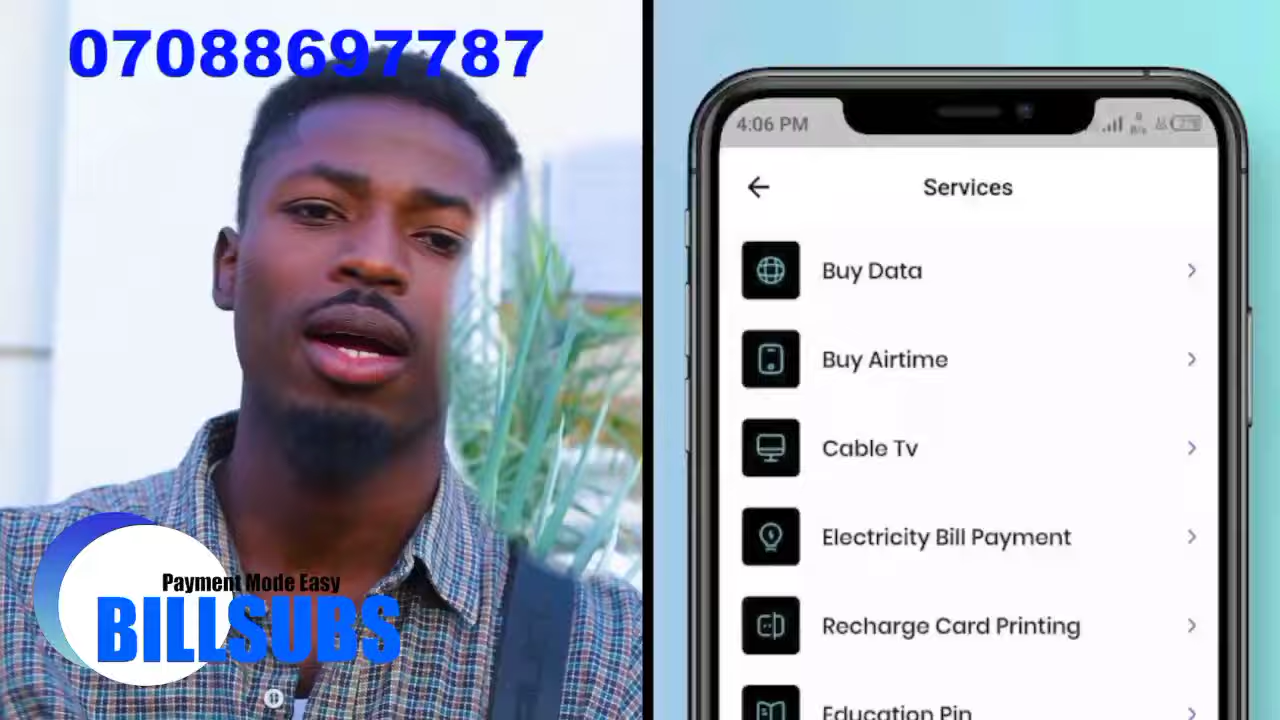 07088697787
Payment Mode Easy
BILLSUBS
4:06 PM
Services
Buy Data
Buy Airtime
Cable Tv
Electricity Bill Payment
Recharge Card Printing
Education Pin